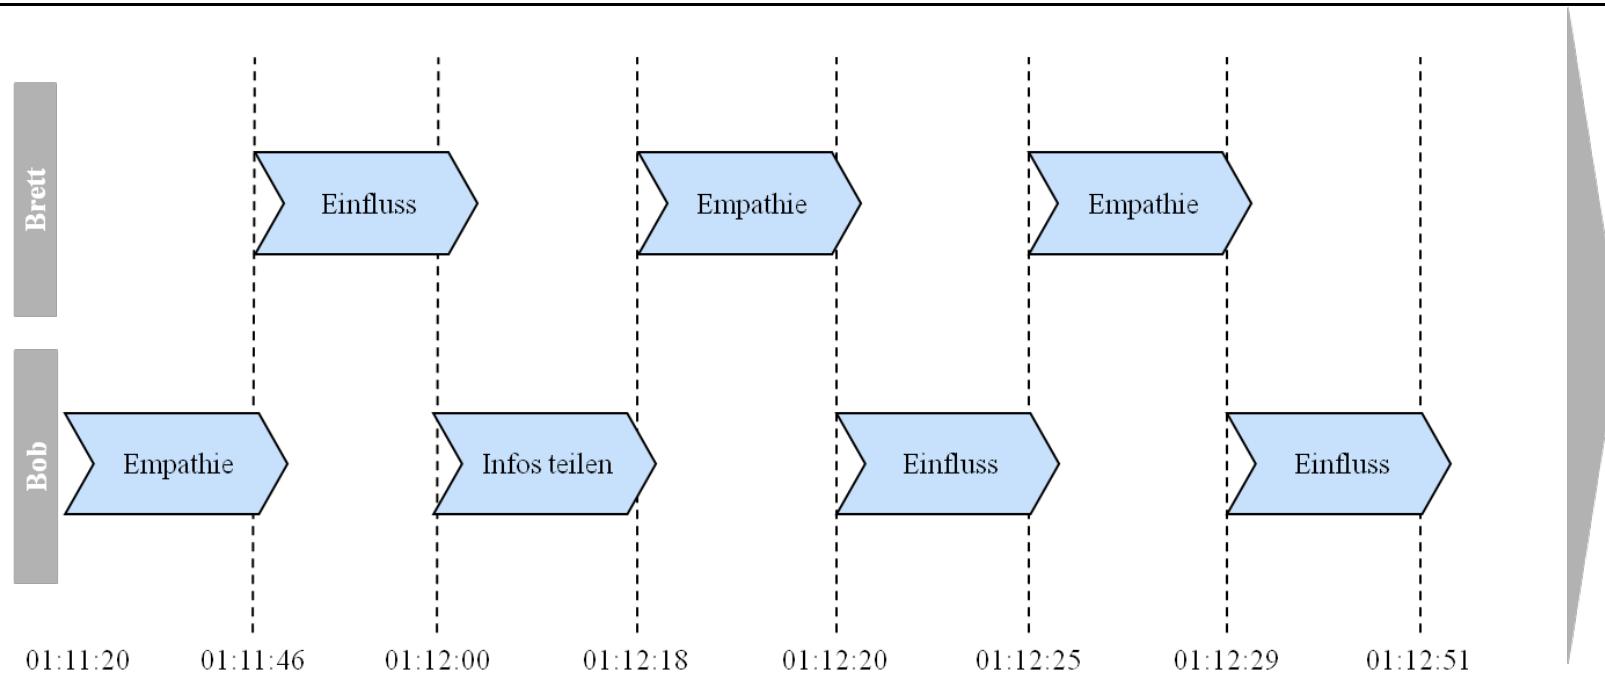 Brett
Einfluss
Empathie
Empathie
Bob
Empathie
Infos teilen
Einfluss
Einfluss
01:11:20
01:11:46
01:12:00
01:12:18
01:12:20
01:12:25
01:12:29
01:12:51